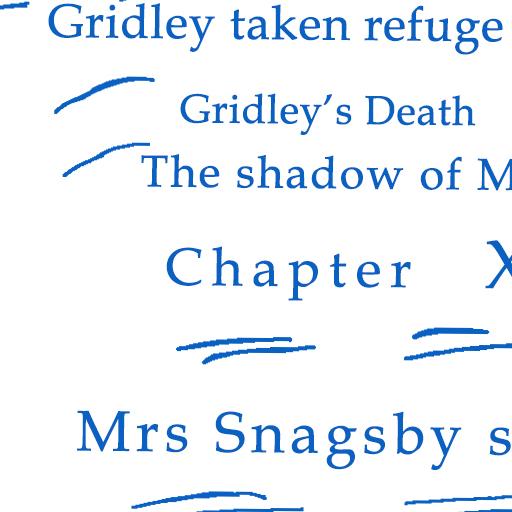 Gridley taken refuge
Gridley’s Death
The shadow of M
Chapter X
Mrs Snagsby s